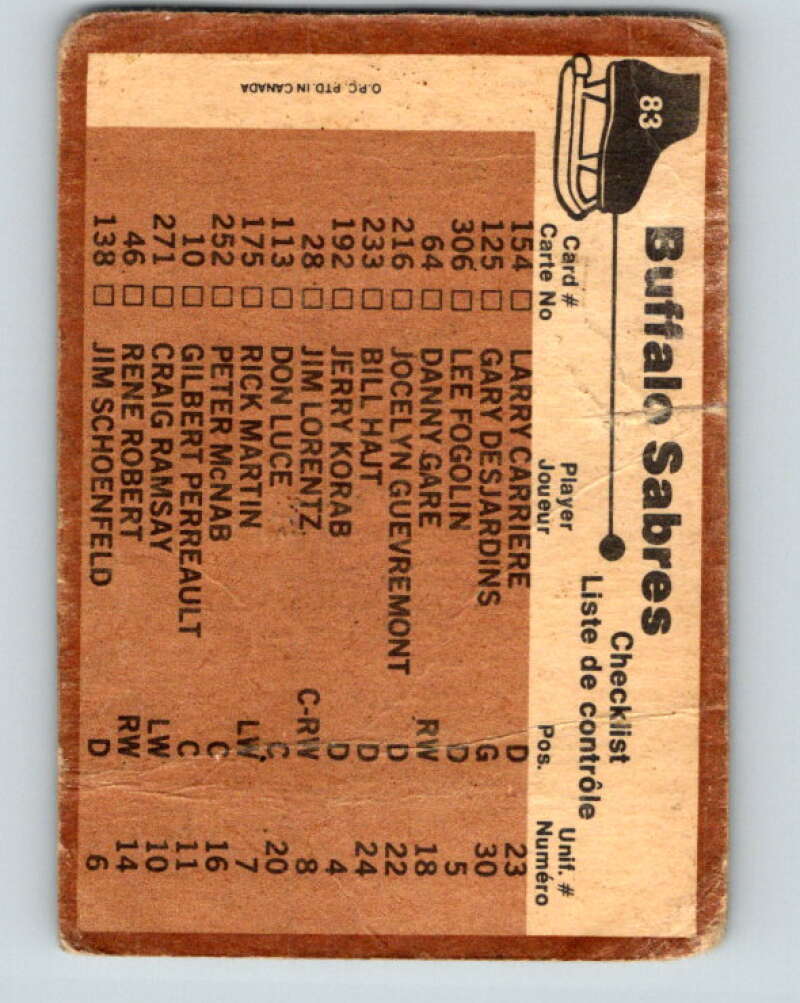 83
Buffalo Sabres
Checklist
Liste de contrôle
Card # Player Pos. Unif. #
Carte No Joueur Numéro
154 □ LARRY CARRIERE D 23
125 □ GARY DESJARDINS G 30
306 □ LEE FOGOLIN D 5
64 □ DANNY GARE RW 18
216 □ JOCELYN GUEVREMONT D 22
233 □ BILL HAJT D 24
192 □ JERRY KORAB D 4
28 □ JIM LORENTZ C-RW 8
113 □ DON LUCE C 20
175 □ RICK MARTIN LW 7
252 □ PETER McNAB C 16
10 □ GILBERT PERREAULT C 11
271 □ CRAIG RAMSAY LW 10
46 □ RENE ROBERT RW 14
138 □ JIM SCHOENFELD D 6
O.P.C. PTD. IN CANADA